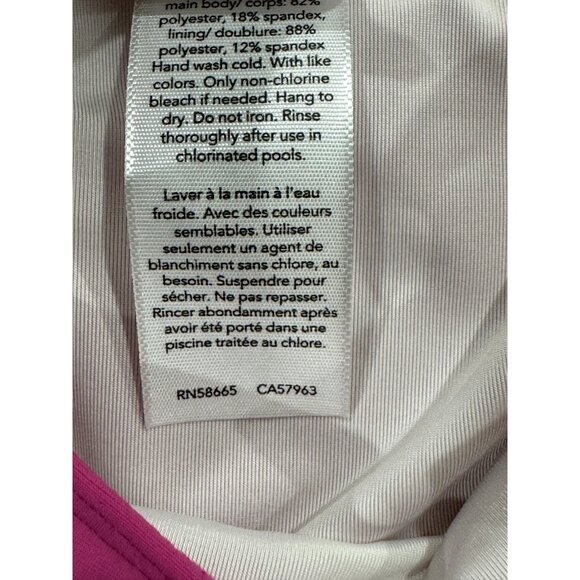 main body/ corps: 82%
polyester, 18% spandex,
lining/ doublure: 88%
polyester, 12% spandex
Hand wash cold. With like
colors. Only non-chlorine
bleach if needed. Hang to
dry. Do not iron. Rinse
thoroughly after use in
chlorinated pools.
Laver à la main à l'eau
froide. Avec des couleurs
semblables. Utiliser
seulement un agent de
blanchiment sans chlore, au
besoin. Suspendre pour
sécher. Ne pas repasser.
Rincer abondamment après
avoir été porté dans une
piscine traitée au chlore.
RN58665 CA57963